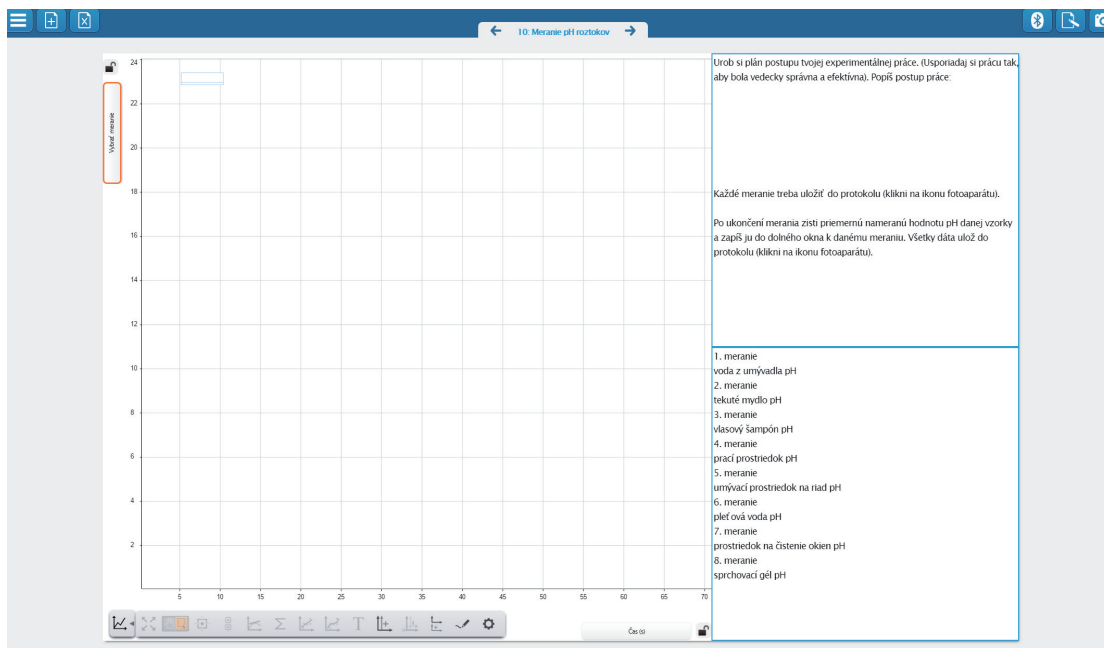 10: Meranie pH roztokov
Vybrať meranie
24
22
20
18
16
14
12
10
8
6
4
2
5 10 15 20 25 30 35 40 45 50 55 60 65 70
Čas (s)
Urob si plán postupu tvojej experimentálnej práce. (Usporiadaj si prácu tak,
aby bola vedecky správna a efektívna). Popíš postup práce:
Každé meranie treba uložiť do protokolu (klikni na ikonu fotoaparátu).
Po ukončení merania zisti priemernú nameranú hodnotu pH danej vzorky
a zapíš ju do dolného okna k danému meraniu. Všetky dáta ulož do
protokolu (klikni na ikonu fotoaparátu).
1. meranie
voda z umývadla pH
2. meranie
tekuté mydlo pH
3. meranie
vlasový šampón pH
4. meranie
prací prostriedok pH
5. meranie
umývací prostriedok na riad pH
6. meranie
pleťová voda pH
7. meranie
prostriedok na čistenie okien pH
8. meranie
sprchovací gél pH